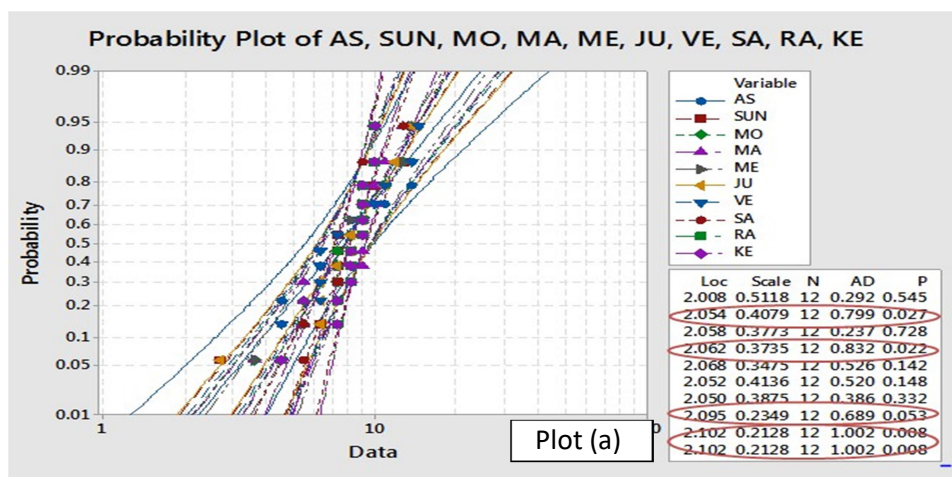 Probability Plot of AS, SUN, MO, MA, ME, JU, VE, SA, RA, KE
0.99
0.95
0.9
0.8
0.7
0.6
0.5
0.4
0.3
0.2
0.1
0.05
0.01
Probability
1
10
0
Data
Plot (a)
Variable
AS
SUN
MO
MA
ME
JU
VE
SA
RA
KE
Loc Scale N AD P
2.008 0.5118 12 0.292 0.545
2.054 0.4079 12 0.799 0.027
2.058 0.3773 12 0.237 0.728
2.062 0.3735 12 0.832 0.022
2.068 0.3475 12 0.526 0.142
2.052 0.4136 12 0.520 0.148
2.050 0.3875 12 0.386 0.332
2.095 0.2349 12 0.689 0.053
2.102 0.2128 12 1.002 0.008
2.102 0.2128 12 1.002 0.008